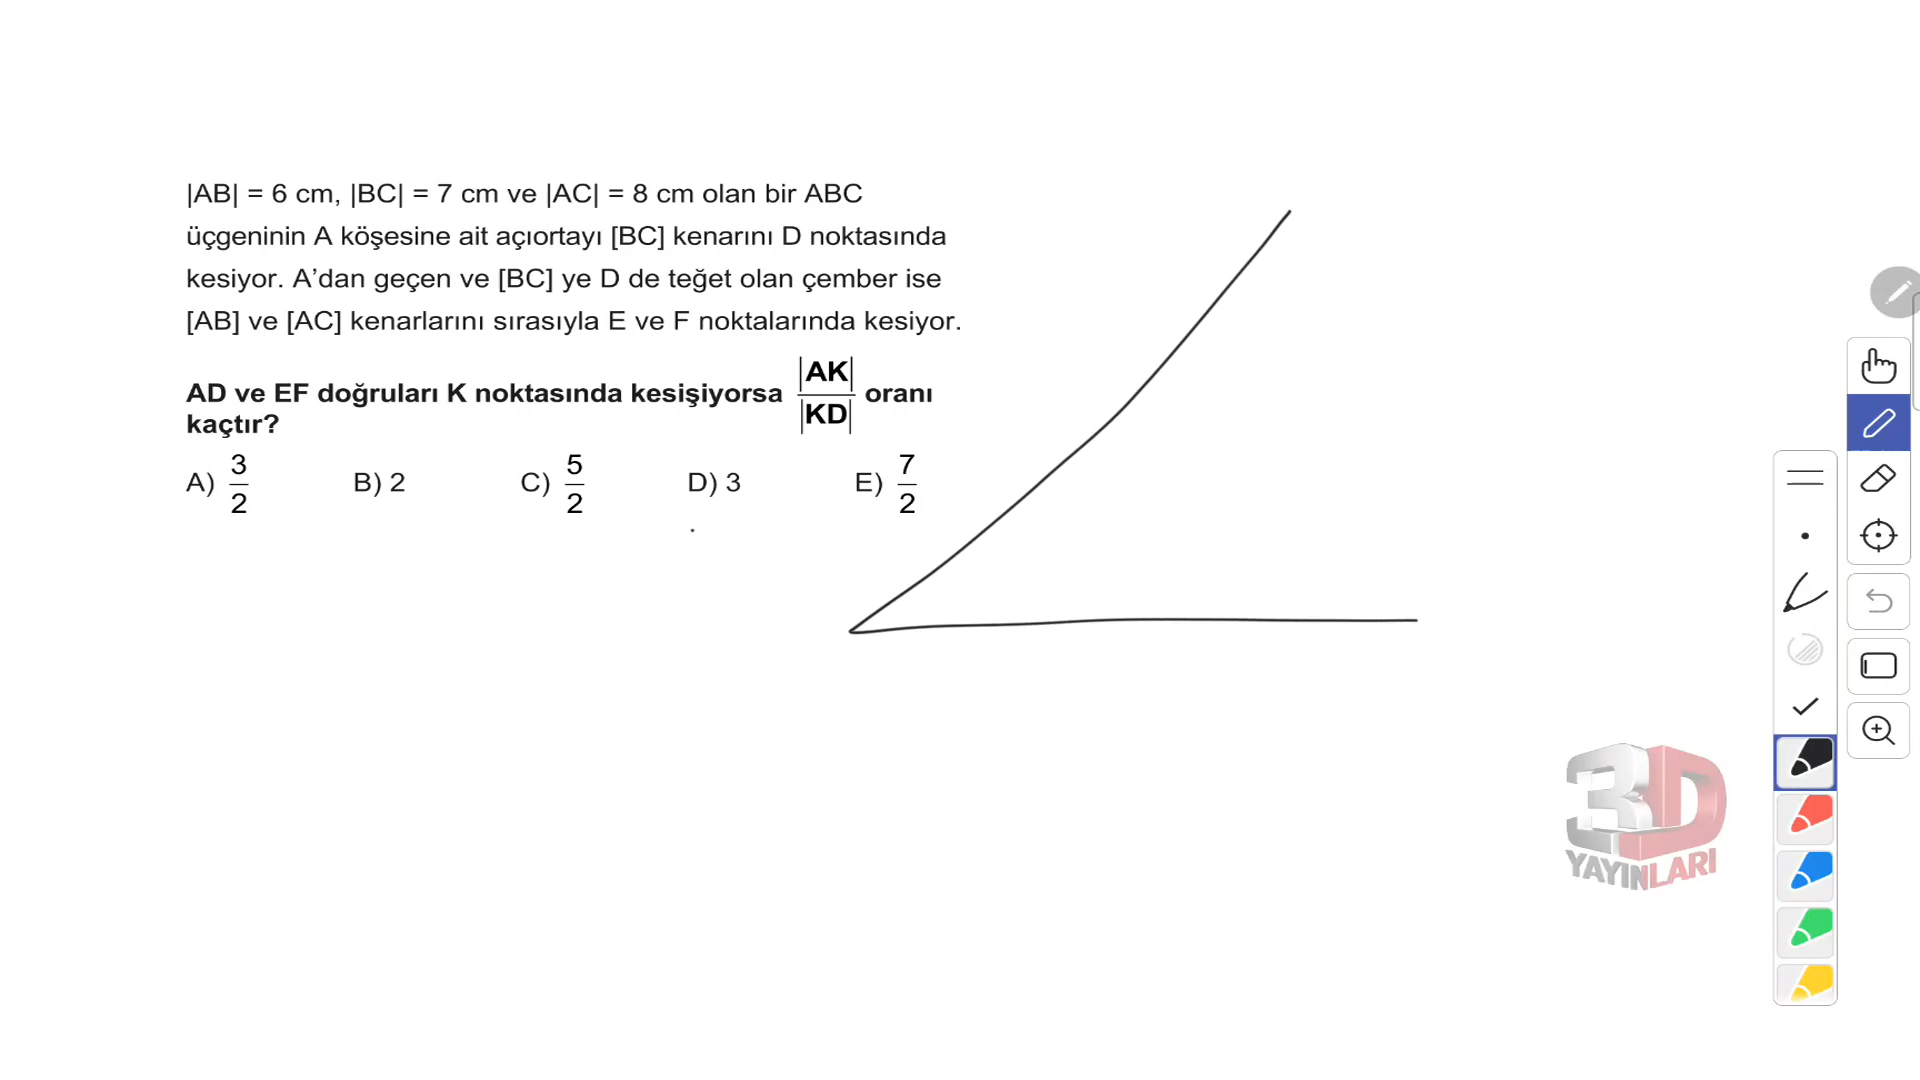 |AB| = 6 cm, |BC| = 7 cm ve |AC| = 8 cm olan bir ABC
üçgeninin A köşesine ait açıortayı [BC] kenarını D noktasında
kesiyor. A’dan geçen ve [BC] ye D de teğet olan çember ise
[AB] ve [AC] kenarlarını sırasıyla E ve F noktalarında kesiyor.
AD ve EF doğruları K noktasında kesişiyorsa |AK|/|KD| oranı
kaçtır?
A) 3/2 B) 2 C) 5/2 D) 3 E) 7/2
3D
YAYINLARI